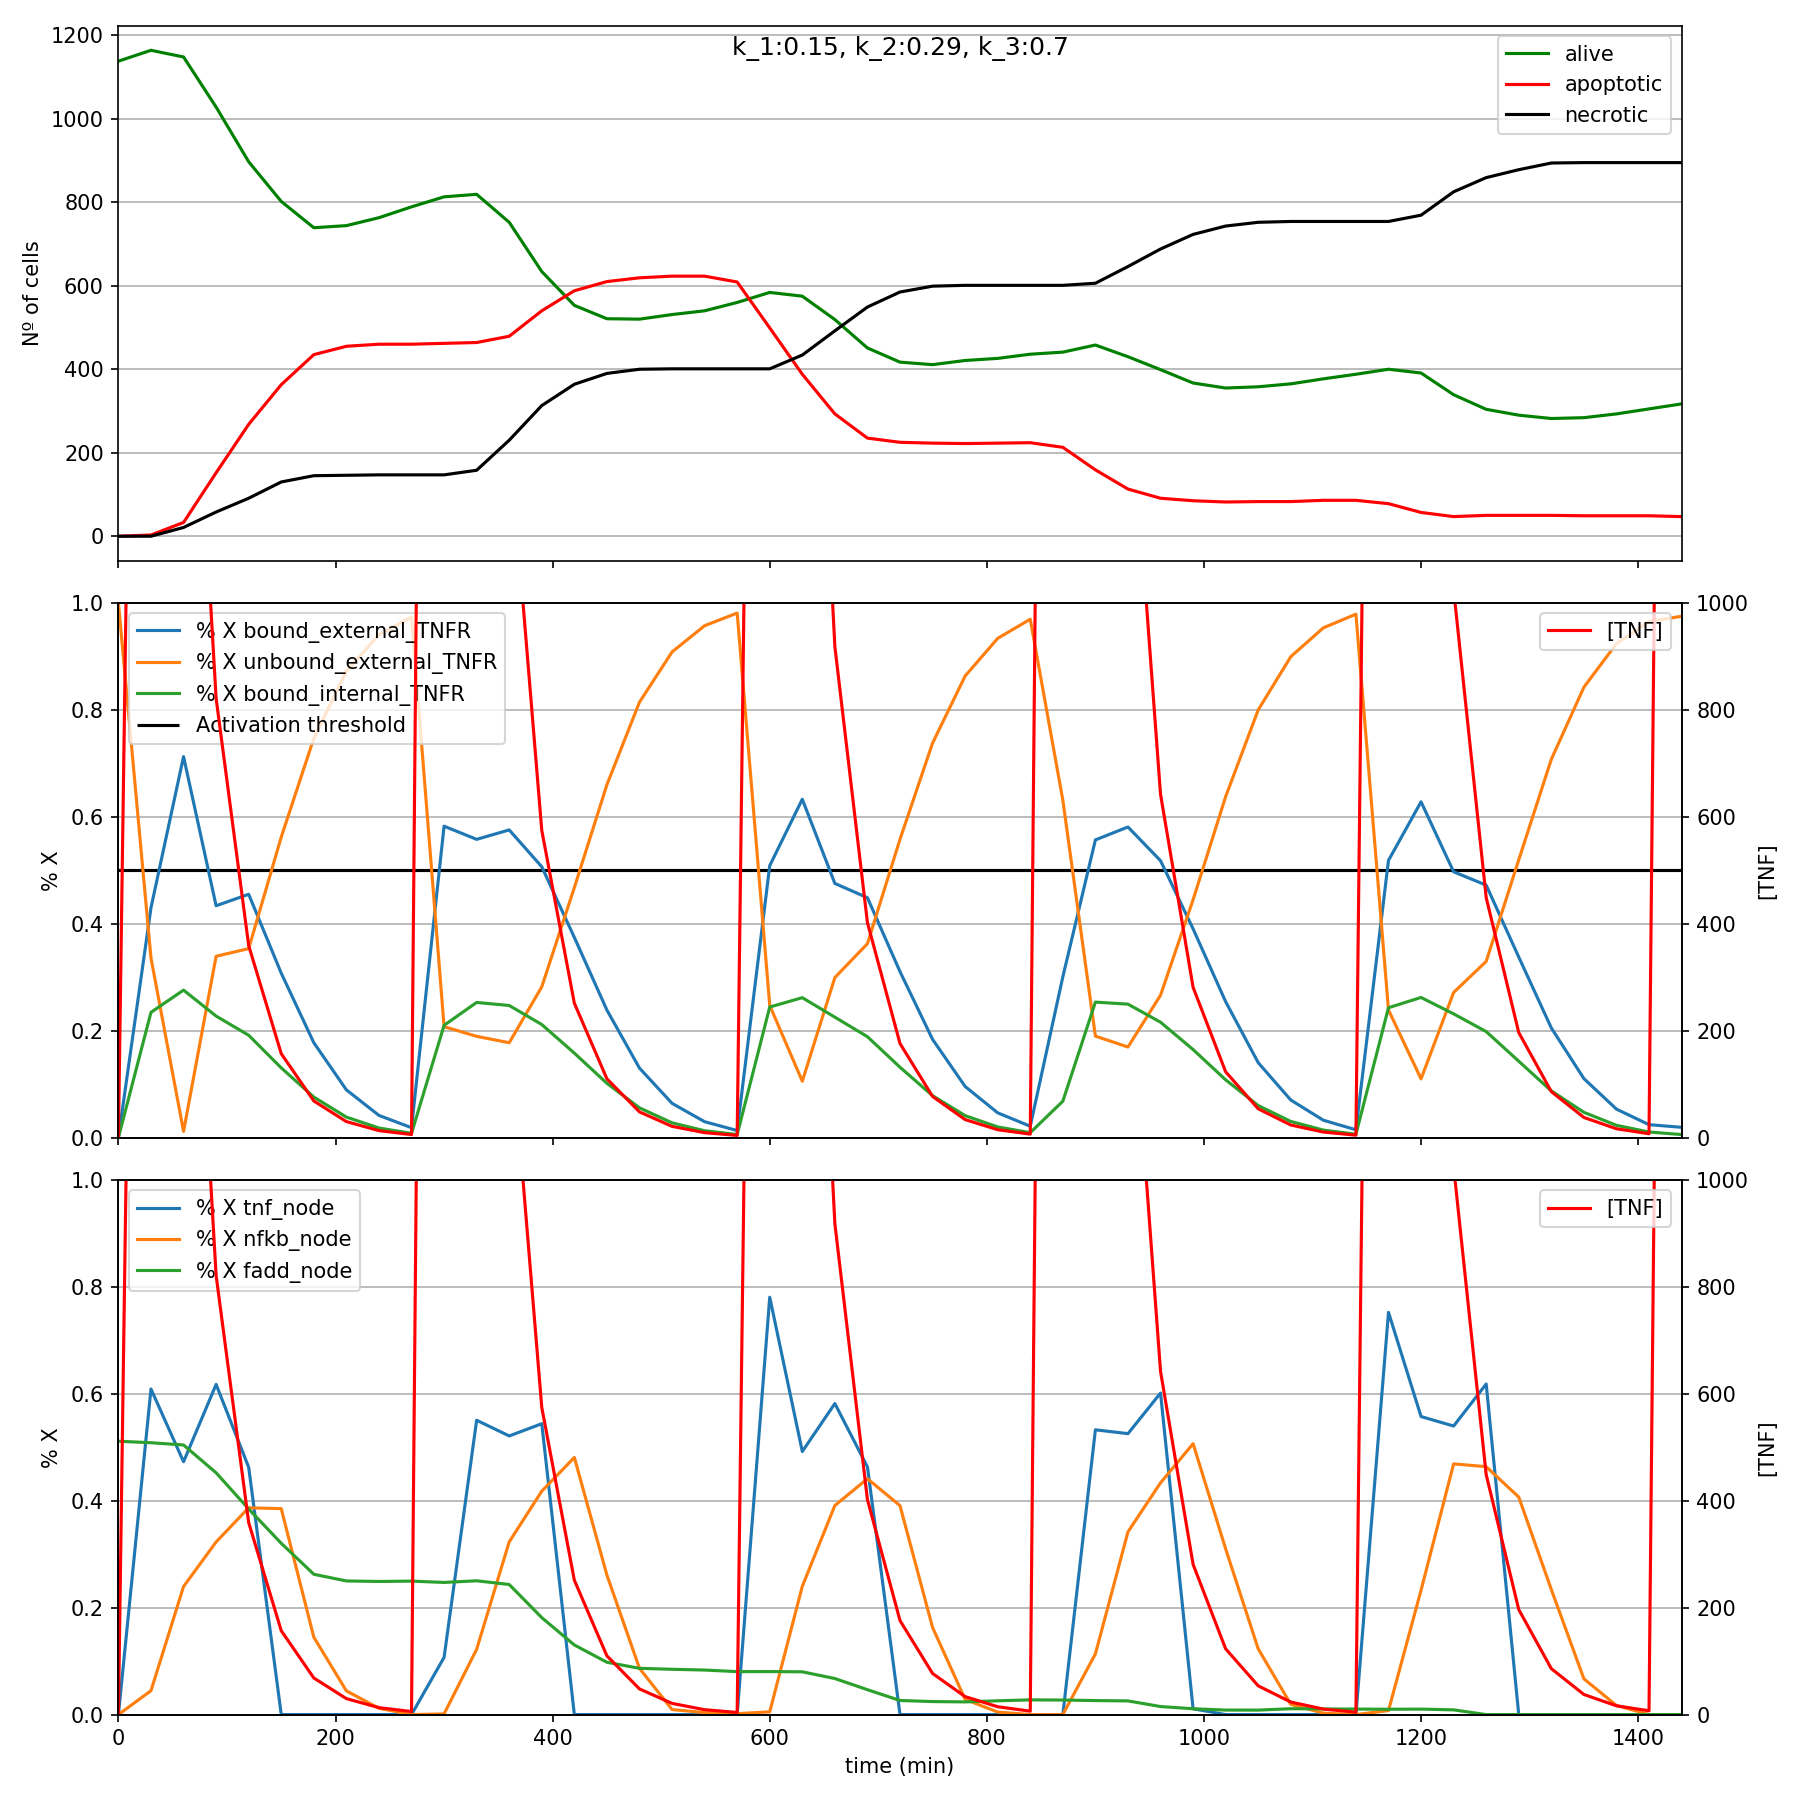 k_1:0.15, k_2:0.29, k_3:0.7
alive
apoptotic
necrotic
1200
1000
800
600
400
200
0
Nº of cells
% X bound_external_TNFR
% X unbound_external_TNFR
% X bound_internal_TNFR
Activation threshold
[TNF]
1.0
0.8
0.6
0.4
0.2
0.0
% X
1000
800
600
400
200
0
[TNF]
% X tnf_node
% X nfkb_node
% X fadd_node
[TNF]
1.0
0.8
0.6
0.4
0.2
0.0
% X
1000
800
600
400
200
0
[TNF]
0 200 400 600 800 1000 1200 1400
time (min)